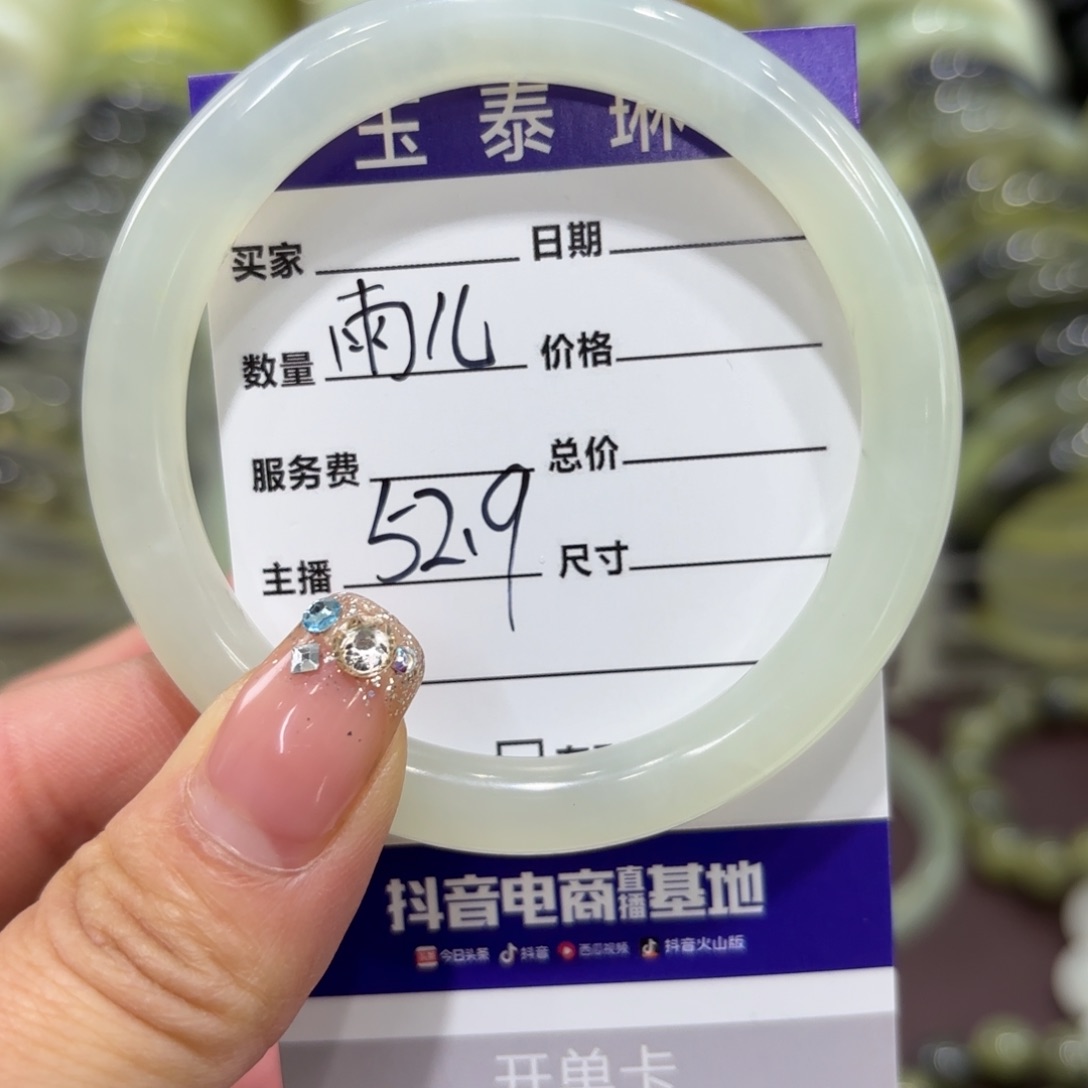 玉泰琳
买家 日期
数量 雨儿 价格
服务费 总价
主播 52.9 尺寸
抖音电商直播基地
今日头条 抖音 西瓜视频 抖音火山版
开单卡